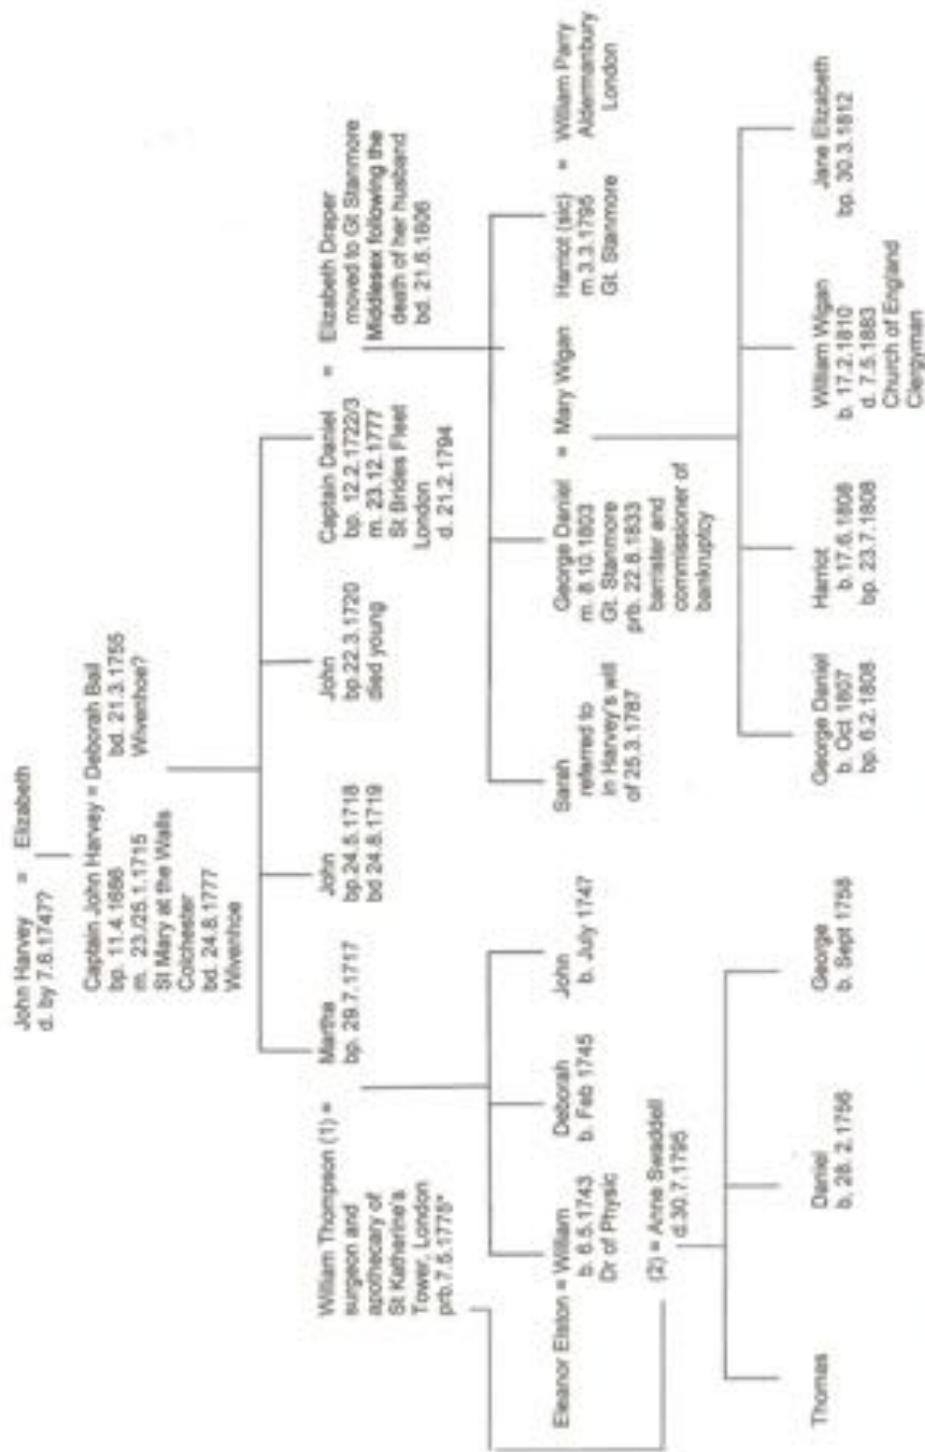 John Harvey = Elizabeth
d. by 7.6.1747??
Captain John Harvey = Deborah Ball
bp. 11.4.1686
bd. 21.3.1755
m. 23./25.1.1715
Wivenhoe?
St Mary at the Walls
Colchester
bd. 24.8.1777
Wivenhoe
William Thompson (1) =
surgeon and
apothecary of
St Katherine's
Tower, London
prb.7.5.1775*
Martha
bp. 29.7.1717
John
bp.24.5.1718
bd 24.8.1719
John
bp.22.3.1720
died young
Captain Daniel
bp. 12.2.1722/3
m. 23.12.1777
St Brides Fleet
London
d. 21.2.1794
=
Elizabeth Draper
moved to Gt Stanmore
Middlesex following the
death of her husband
bd. 21.6.1806
Eleanor Elston = William
b. 6.5.1743
Dr of Physic
Deborah
b. Feb 1745
John
b. July 1747
Sarah
referred to
in Harvey's will
of 25.3.1787
George Daniel
m. 8.10.1803
Gt. Stanmore
prb. 22.8.1833
barrister and
commissioner of
bankruptcy
= Mary Wigan
Harriot (sic)
m 3.3.1795
Gt. Stanmore
= William Parry
Aldermanbury
London
(2) = Anne Swaddell
d.30.7.1795
Thomas
Daniel
b. 28. 2.1756
George
b. Sept 1758
George Daniel
b. Oct 1807
bp. 6.2.1808
Harriot
b.17.6.1808
bp. 23.7.1808
William Wigan
b. 17.2.1810
d. 7.5.1883
Church of England
Clergyman
Jane Elizabeth
bp. 30.3.1812